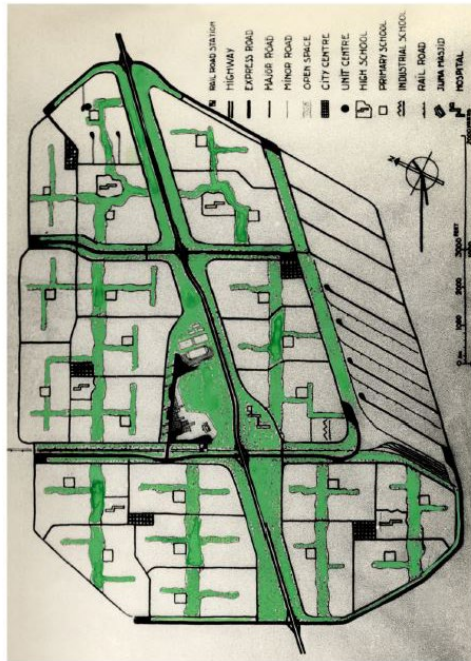 RAIL ROAD STATION
HIGHWAY
EXPRESS ROAD
MAJOR ROAD
MINOR ROAD
OPEN SPACE
CITY CENTRE
UNIT CENTRE
HIGH SCHOOL
PRIMARY SCHOOL
INDUSTRIAL SCHOOL
RAIL ROAD
JUMA MASJID
HOSPITAL
0 M. 1000 2000 3000 FEET